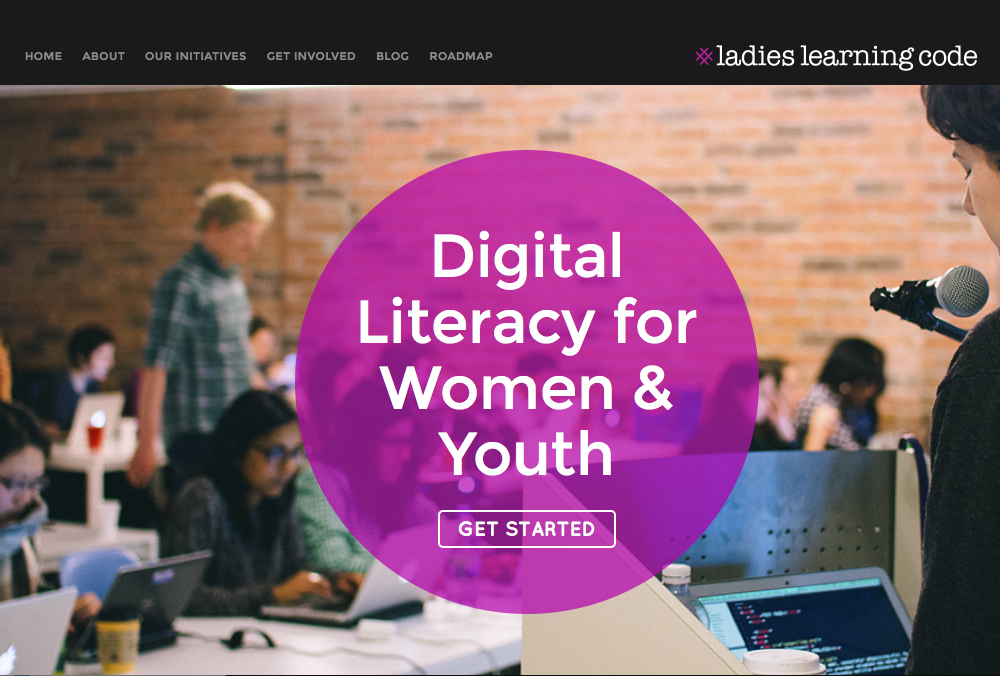 HOME ABOUT OUR INITIATIVES GET INVOLVED BLOG ROADMAP
ladies learning code
Digital
Literacy for
Women &
Youth
GET STARTED